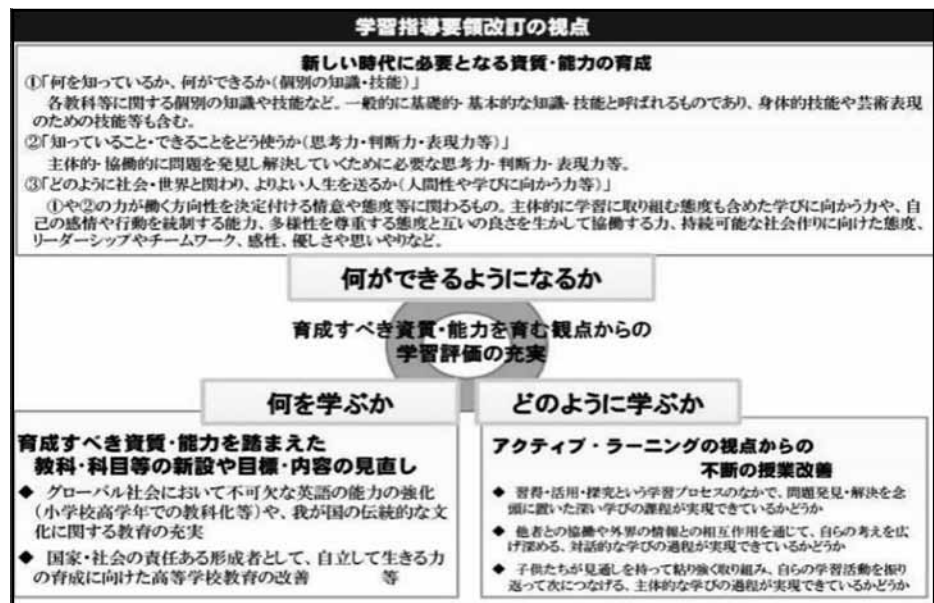 学習指導要領改訂の視点
新しい時代に必要となる資質・能力の育成
①「何を知っているか、何ができるか(個別の知識・技能)」
各教科等に関する個別の知識や技能など。一般的に基礎的・基本的な知識・技能と呼ばれるものであり、身体的技能や芸術表現
のための技能等も含む。
②「知っていること・できることをどう使うか(思考力・判断力・表現力等)」
主体的・協働的に問題を発見し解決していくために必要な思考力・判断力・表現力等。
③「どのように社会・世界と関わり、よりよい人生を送るか(人間性や学びに向かう力等)」
①や②の力が働く方向性を決定付ける情意や態度等に関わるもの。主体的に学習に取り組む態度も含めた学びに向かう力や、自
己の感情や行動を統制する能力、多様性を尊重する態度と互いの良さを生かして協働する力、持続可能な社会作りに向けた態度、
リーダーシップやチームワーク、感性、優しさや思いやりなど。
何ができるようになるか
育成すべき資質・能力を育む観点からの
学習評価の充実
何を学ぶか
育成すべき資質・能力を踏まえた
教科・科目等の新設や目標・内容の見直し
◆ グローバル社会において不可欠な英語の能力の強化
(小学校高学年での教科化等)や、我が国の伝統的な文
化に関する教育の充実
◆ 国家・社会の責任ある形成者として、自立して生きる力
の育成に向けた高等学校教育の改善 等
どのように学ぶか
アクティブ・ラーニングの視点からの
不断の授業改善
◆ 習得・活用・探究という学習プロセスのなかで、問題発見・解決を念
頭に置いた深い学びの課程が実現できているかどうか
◆ 他者との協働や外界の情報との相互作用を通じて、自らの考えを広
げ深める、対話的な学びの過程が実現できているかどうか
◆ 子供たちが見通しを持って粘り強く取り組み、自らの学習活動を振り
返って次につなげる、主体的な学びの過程が実現できているかどうか